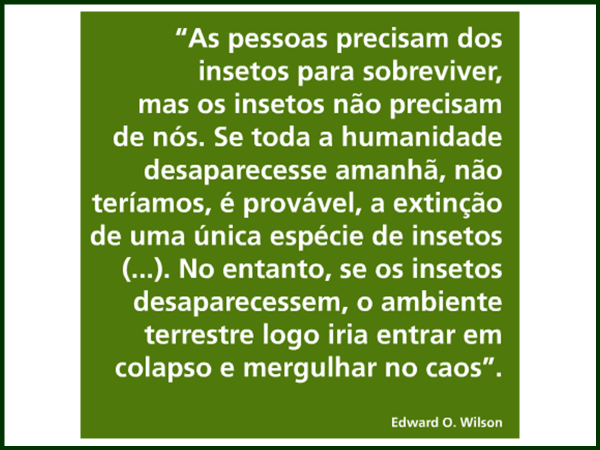 “As pessoas precisam dos
insetos para sobreviver,
mas os insetos não precisam
de nós. Se toda a humanidade
desaparecesse amanhã, não
teríamos, é provável, a extinção
de uma única espécie de insetos
(...). No entanto, se os insetos
desaparecessem, o ambiente
terrestre logo iria entrar em
colapso e mergulhar no caos”.
Edward O. Wilson